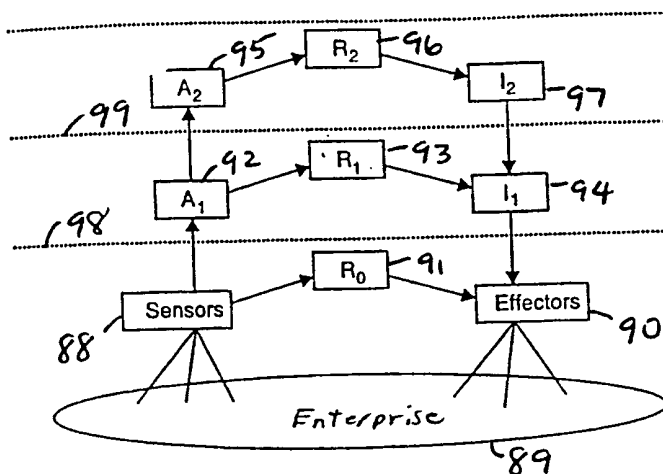 95
R2
96
A2
I2
97
99
92
R1
93
A1
I1
94
98
R0
91
Sensors
Effectors
88
90
Enterprise
89